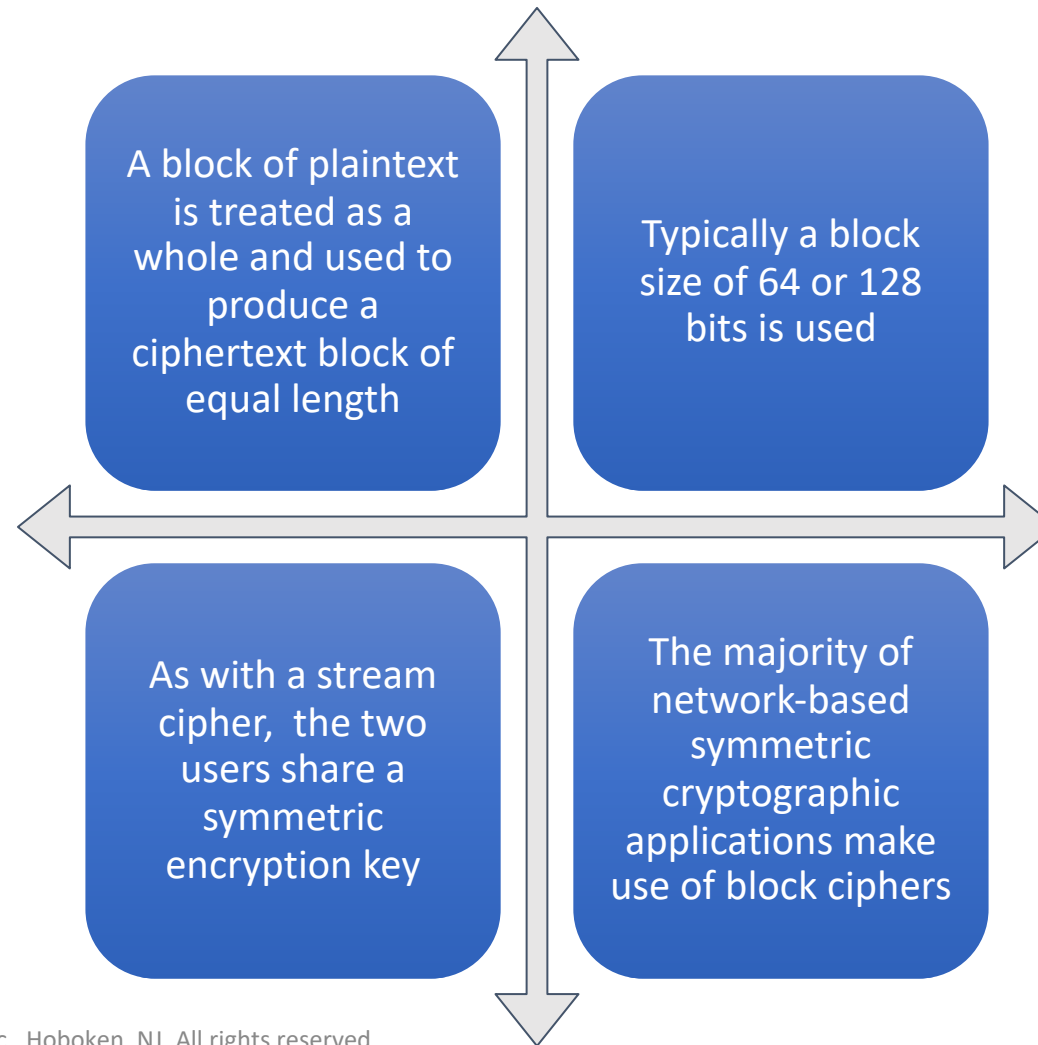 A block of plaintext
is treated as a
whole and used to
produce a
ciphertext block of
equal length
Typically a block
size of 64 or 128
bits is used
As with a stream
cipher,  the two
users share a
symmetric
encryption key
The majority of
network-based
symmetric
cryptographic
applications make
use of block ciphers
c., Hoboken, NJ. All rights reserved.